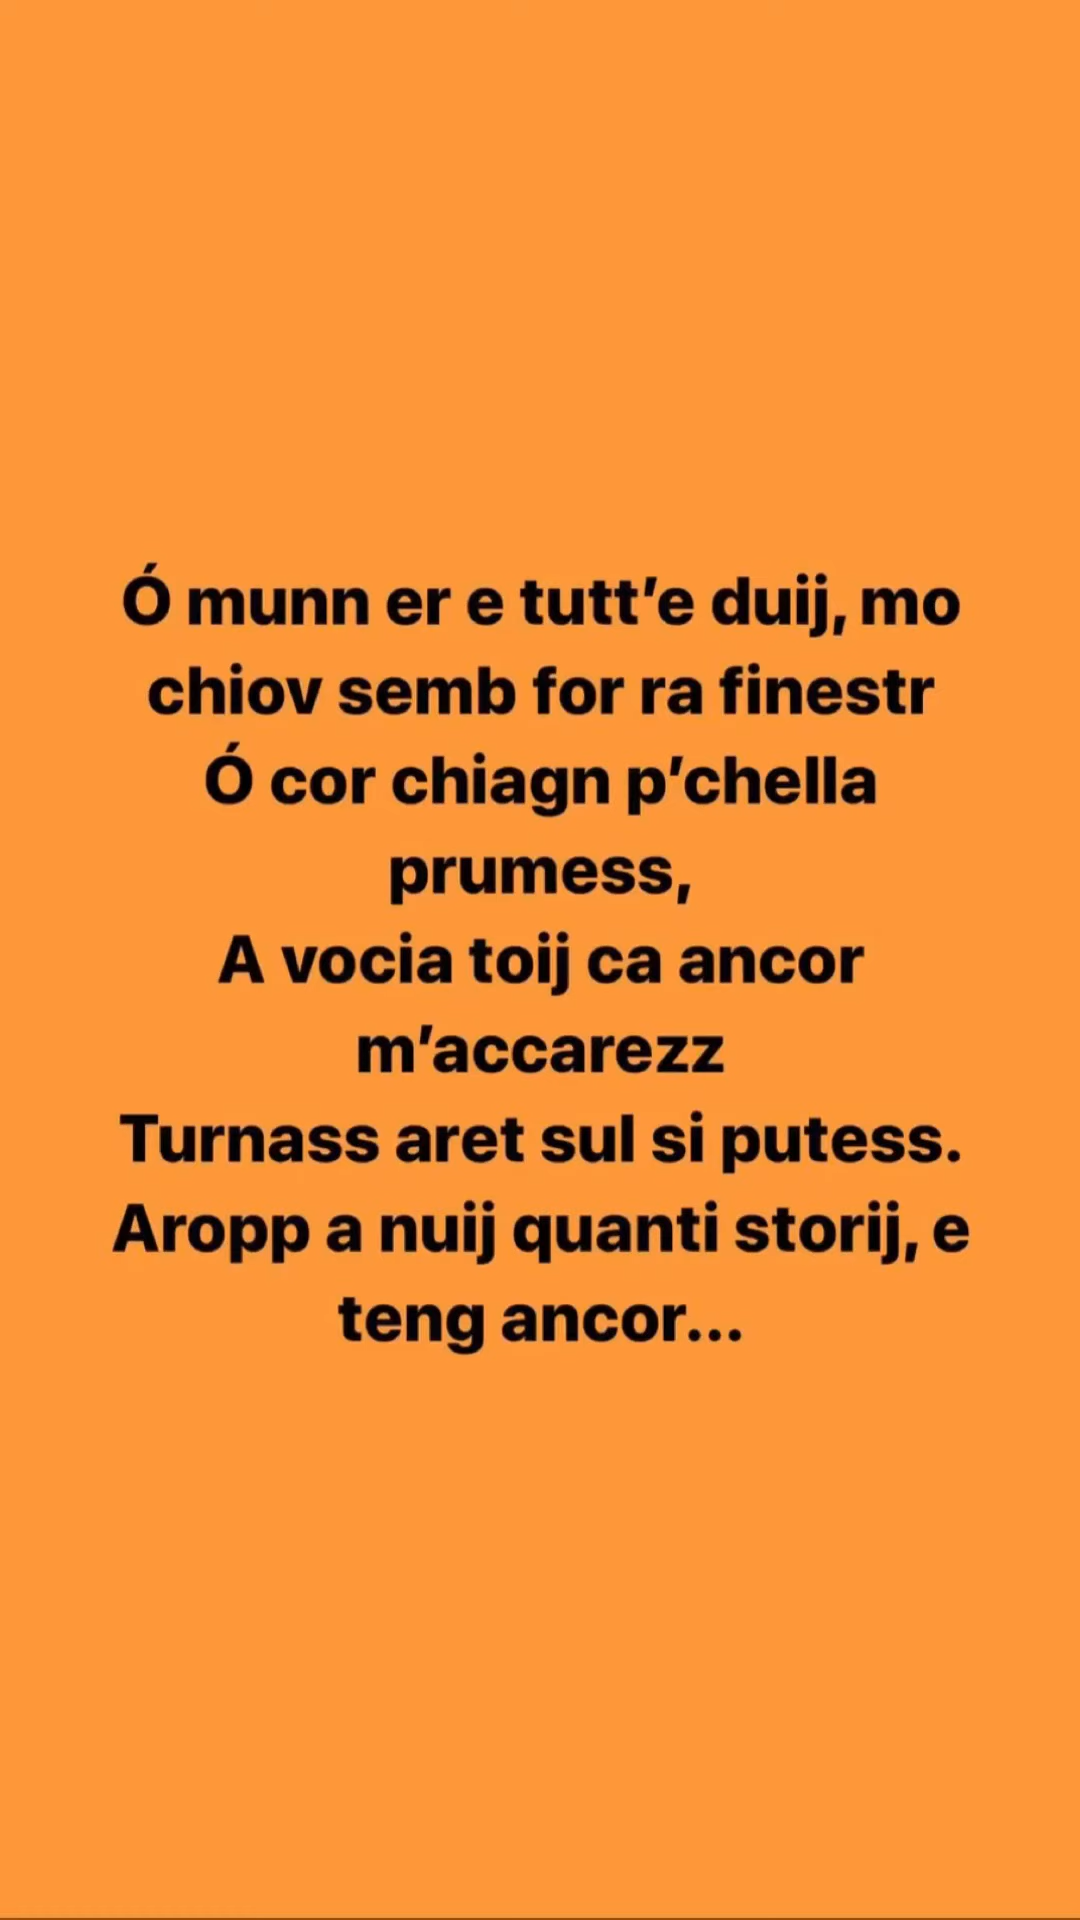 Ó munn er e tutt’e duij, mo
chiov semb for ra finestr
Ó cor chiagn p’chella
prumess,
A vocia toij ca ancor
m’accarezz
Turnass aret sul si putess.
Aropp a nuij quanti storij, e
teng ancor...